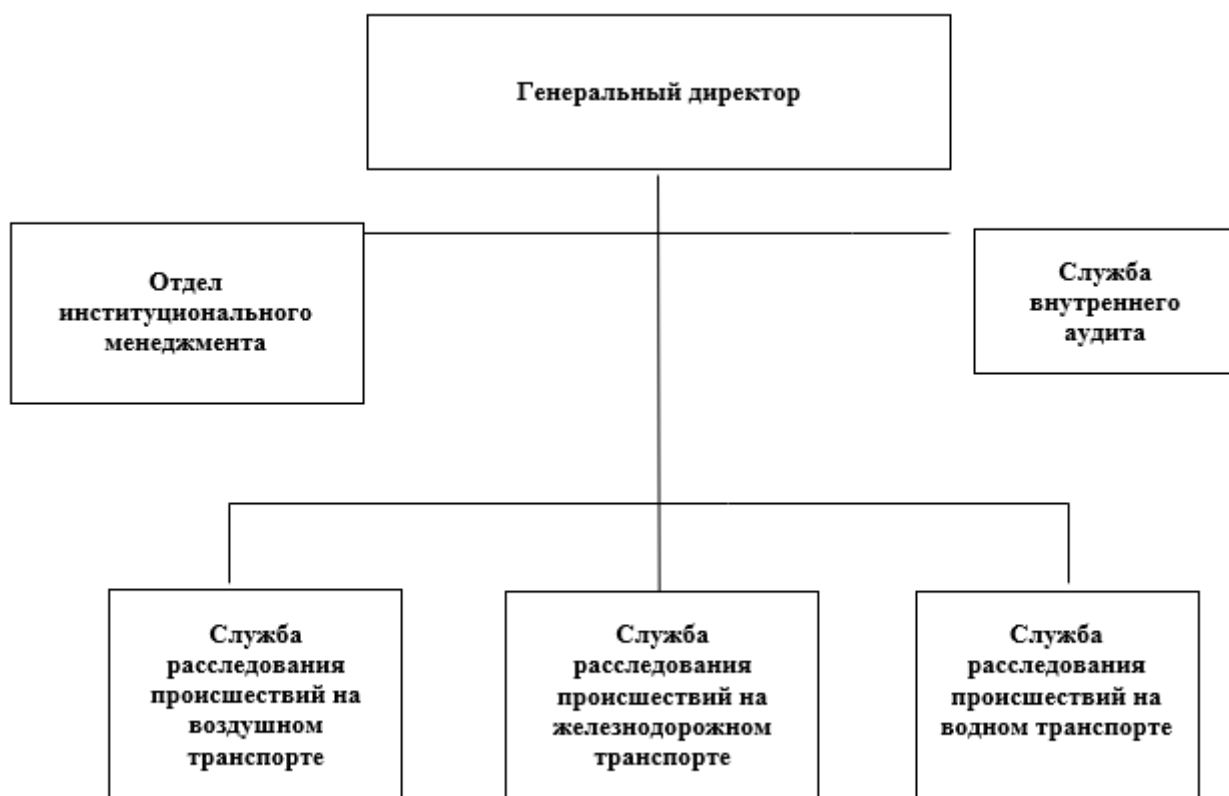 Генеральный директор
Отдел
институционального
менеджмента
Служба
внутреннего
аудита
Служба
расследования
происшествий на
воздушном
транспорте
Служба
расследования
происшествий на
железнодорожном
транспорте
Служба
расследования
происшествий на
водном транспорте